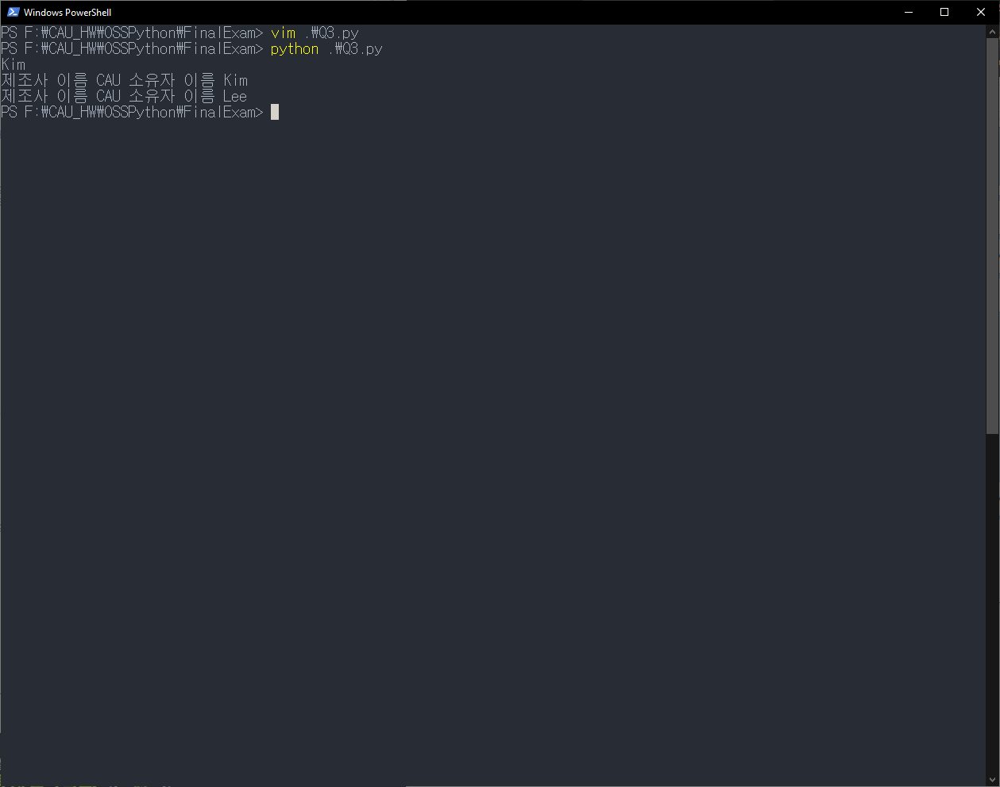 Windows PowerShell
PS F:₩CAU_HW₩OSSPython₩FinalExam> vim .₩Q3.py
PS F:₩CAU_HW₩OSSPython₩FinalExam> python .₩Q3.py
Kim
제조사 이름 CAU 소유자 이름 Kim
제조사 이름 CAU 소유자 이름 Lee
PS F:₩CAU_HW₩OSSPython₩FinalExam>